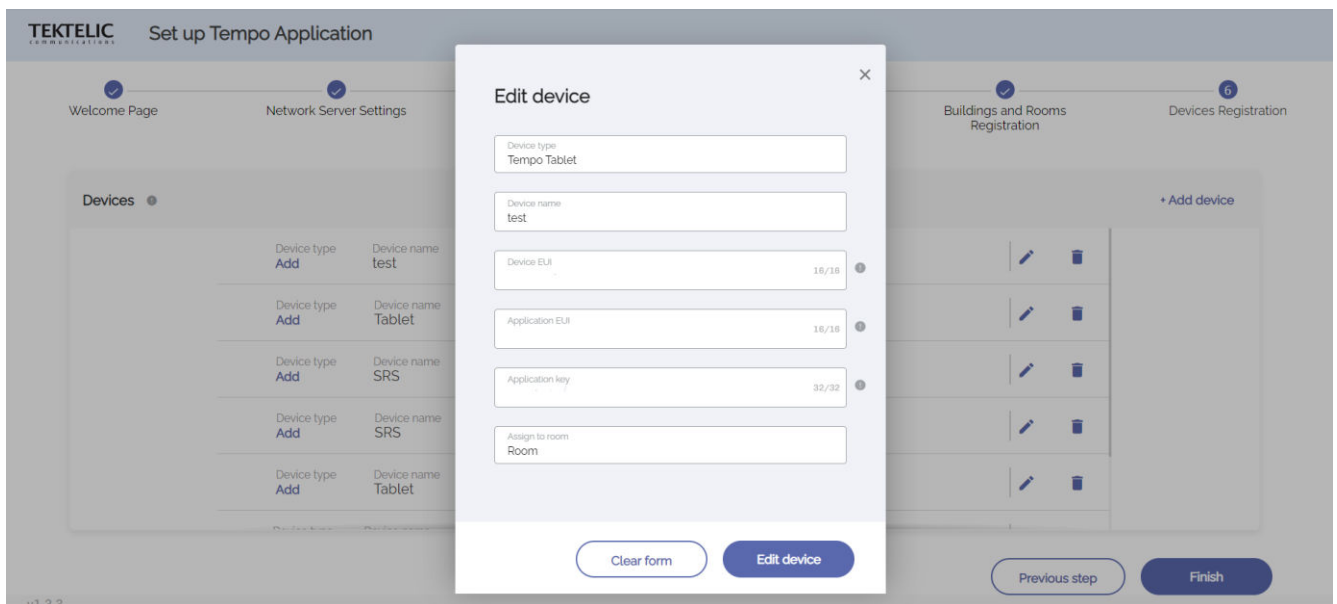 TEKTELIC
communications
Set up Tempo Application
Welcome Page
Network Server Settings
Buildings and Rooms
Registration
6
Devices Registration
Devices
+ Add device
Device type
Add
Device name
test
Device type
Add
Device name
Tablet
Device type
Add
Device name
SRS
Device type
Add
Device name
SRS
Device type
Add
Device name
Tablet
Edit device
Device type
Tempo Tablet
Device name
test
Device EUI
16/16
Application EUI
16/16
Application key
32/32
Assign to room
Room
Clear form
Edit device
Previous step
Finish